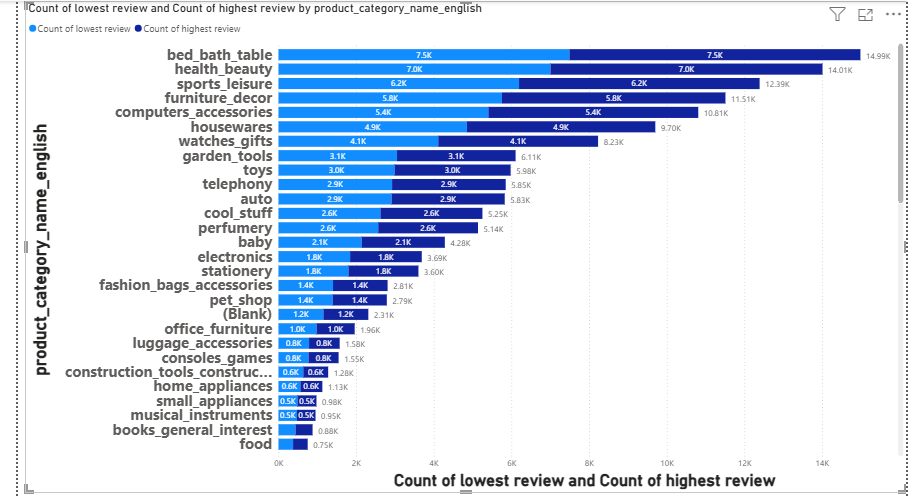 Count of lowest review and Count of highest review by product_category_name_english
Count of lowest review Count of highest review
product_category_name_english
bed_bath_table 7.5K 7.5K 14.99K
health_beauty 7.0K 7.0K 14.01K
sports_leisure 6.2K 6.2K 12.39K
furniture_decor 5.8K 5.8K 11.51K
computers_accessories 5.4K 5.4K 10.81K
housewares 4.9K 4.9K 9.70K
watches_gifts 4.1K 4.1K 8.23K
garden_tools 3.1K 3.1K 6.11K
toys 3.0K 3.0K 5.98K
telephony 2.9K 2.9K 5.85K
auto 2.9K 2.9K 5.83K
cool_stuff 2.6K 2.6K 5.25K
perfumery 2.6K 2.6K 5.14K
baby 2.1K 2.1K 4.28K
electronics 1.8K 1.8K 3.69K
stationery 1.8K 1.8K 3.60K
fashion_bags_accessories 1.4K 1.4K 2.81K
pet_shop 1.4K 1.4K 2.79K
(Blank) 1.2K 1.2K 2.31K
office_furniture 1.0K 1.0K 1.96K
luggage_accessories 0.8K 0.8K 1.58K
consoles_games 0.8K 0.8K 1.55K
construction_tools_construc... 0.6K 0.6K 1.28K
home_appliances 0.6K 0.6K 1.13K
small_appliances 0.5K 0.5K 0.98K
musical_instruments 0.5K 0.5K 0.95K
books_general_interest 0.88K
food 0.75K
0K 2K 4K 6K 8K 10K 12K 14K
Count of lowest review and Count of highest review